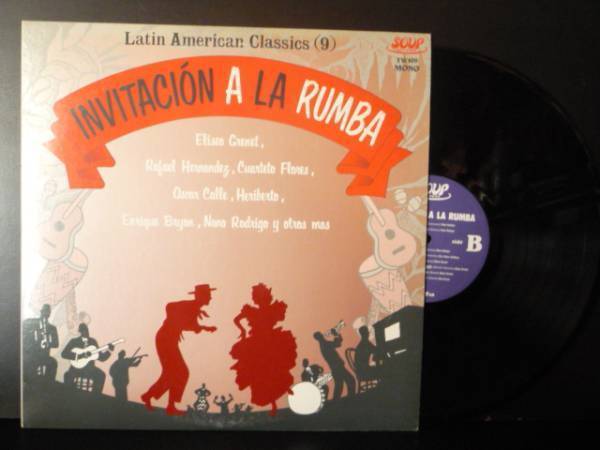 Latin American Classics (9)
SOUP
MONO
INVITACIÓN A LA RUMBA
Eliseo Grenet,
Rafael Hernandez, Cuarteto Flores,
Oscar Calle, Heriberto,
Enrique Bryon, Nano Rodrigo y otros mas
SOUP
A LA RUMBA
SIDE B